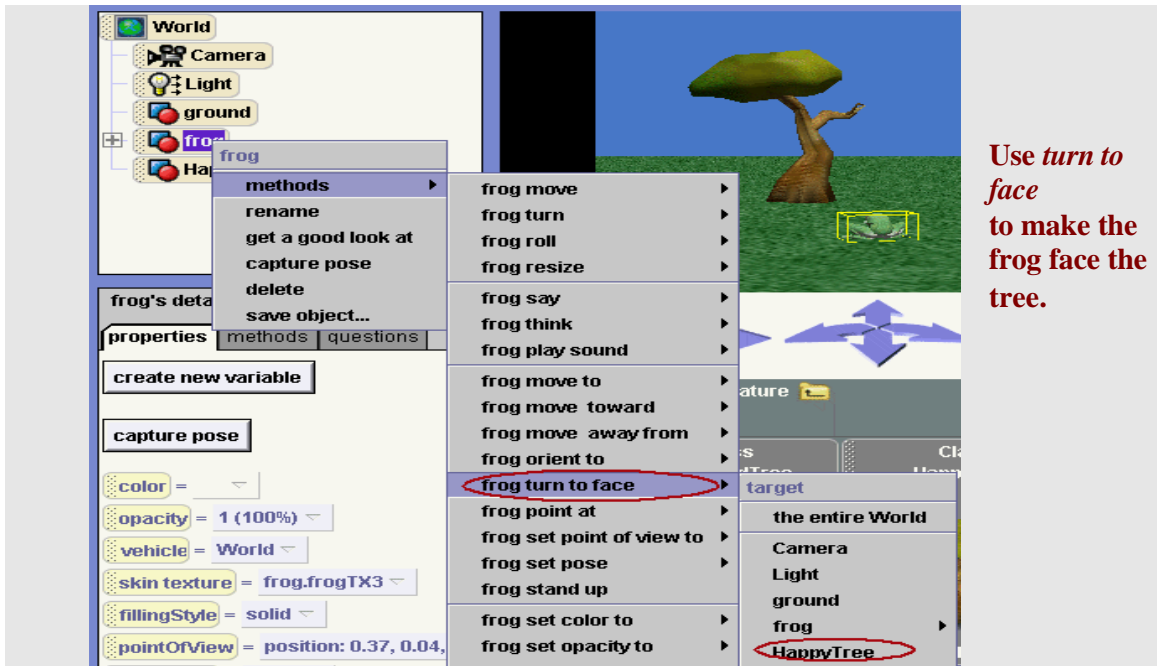 World
Camera
Light
ground
frog
Ha
frog
methods
rename
get a good look at
capture pose
delete
save object...
frog move
frog turn
frog roll
frog resize
frog say
frog think
frog play sound
frog move to
frog move toward
frog move away from
frog orient to
frog turn to face
frog point at
frog set point of view to
frog set pose
frog stand up
frog set color to
frog set opacity to
target
the entire World
Camera
Light
ground
frog
HappyTree
frog's deta
properties methods questions
create new variable
capture pose
color =
opacity = 1 (100%)
vehicle = World
skin texture = frog.frogTX3
fillingStyle = solid
pointOfView = position: 0.37, 0.04,
ature
s
Cl
Use turn to
face
to make the
frog face the
tree.